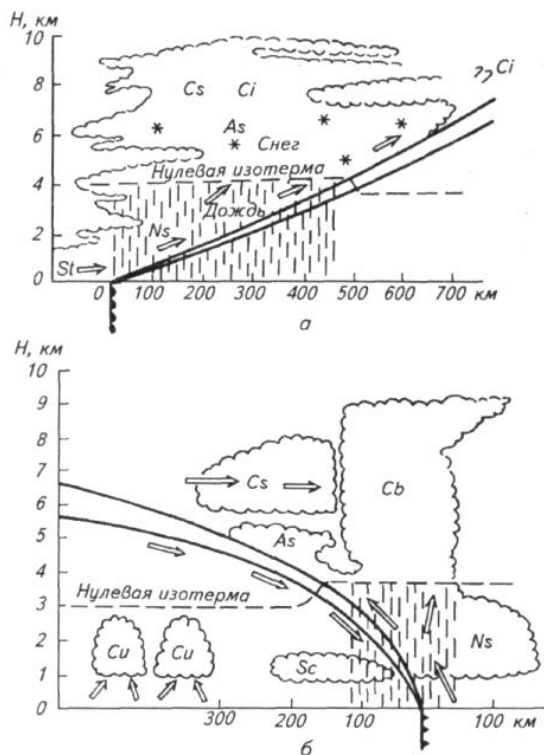 H, км
10
8
6
4
2
0
Cs Ci
Ci
As
Снег
Нулевая изотерма
Дождь
Ns
St
0 100 200 300 400 500 600 700 км
а
H, км
10
9
8
7
6
5
4
3
2
1
0
Cs
Cb
As
Нулевая изотерма
Cu Cu
Sc
Ns
300 200 100 100 км
б